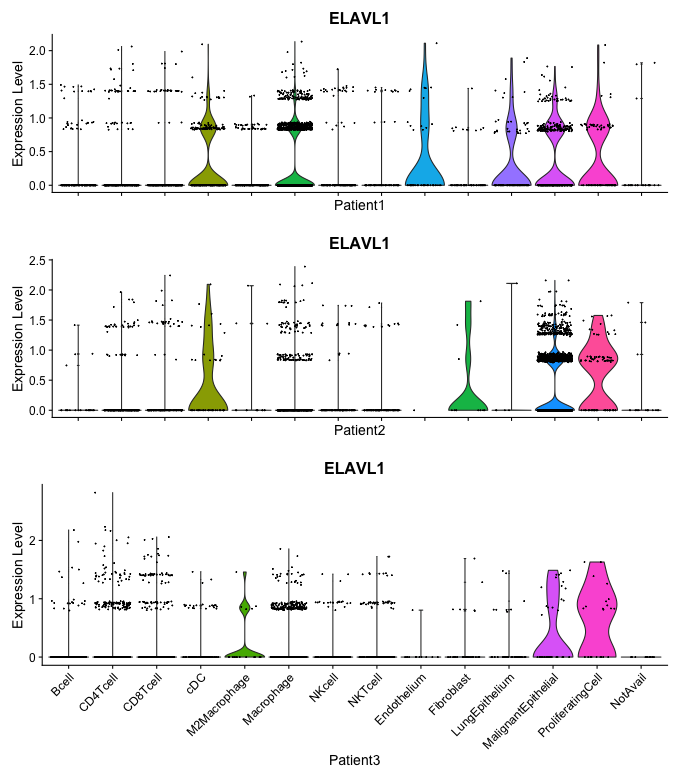 ELAVL1
Expression Level
2.0
1.5
1.0
0.5
0.0
Patient1
ELAVL1
Expression Level
2.5
2.0
1.5
1.0
0.5
0.0
Patient2
ELAVL1
Expression Level
2
1
0
Bcell
CD4Tcell
CD8Tcell
cDC
M2Macrophage
Macrophage
NKcell
NKTcell
Endothelium
Fibroblast
LungEpithelium
MalignantEpithelial
ProliferatingCell
NotAvail
Patient3